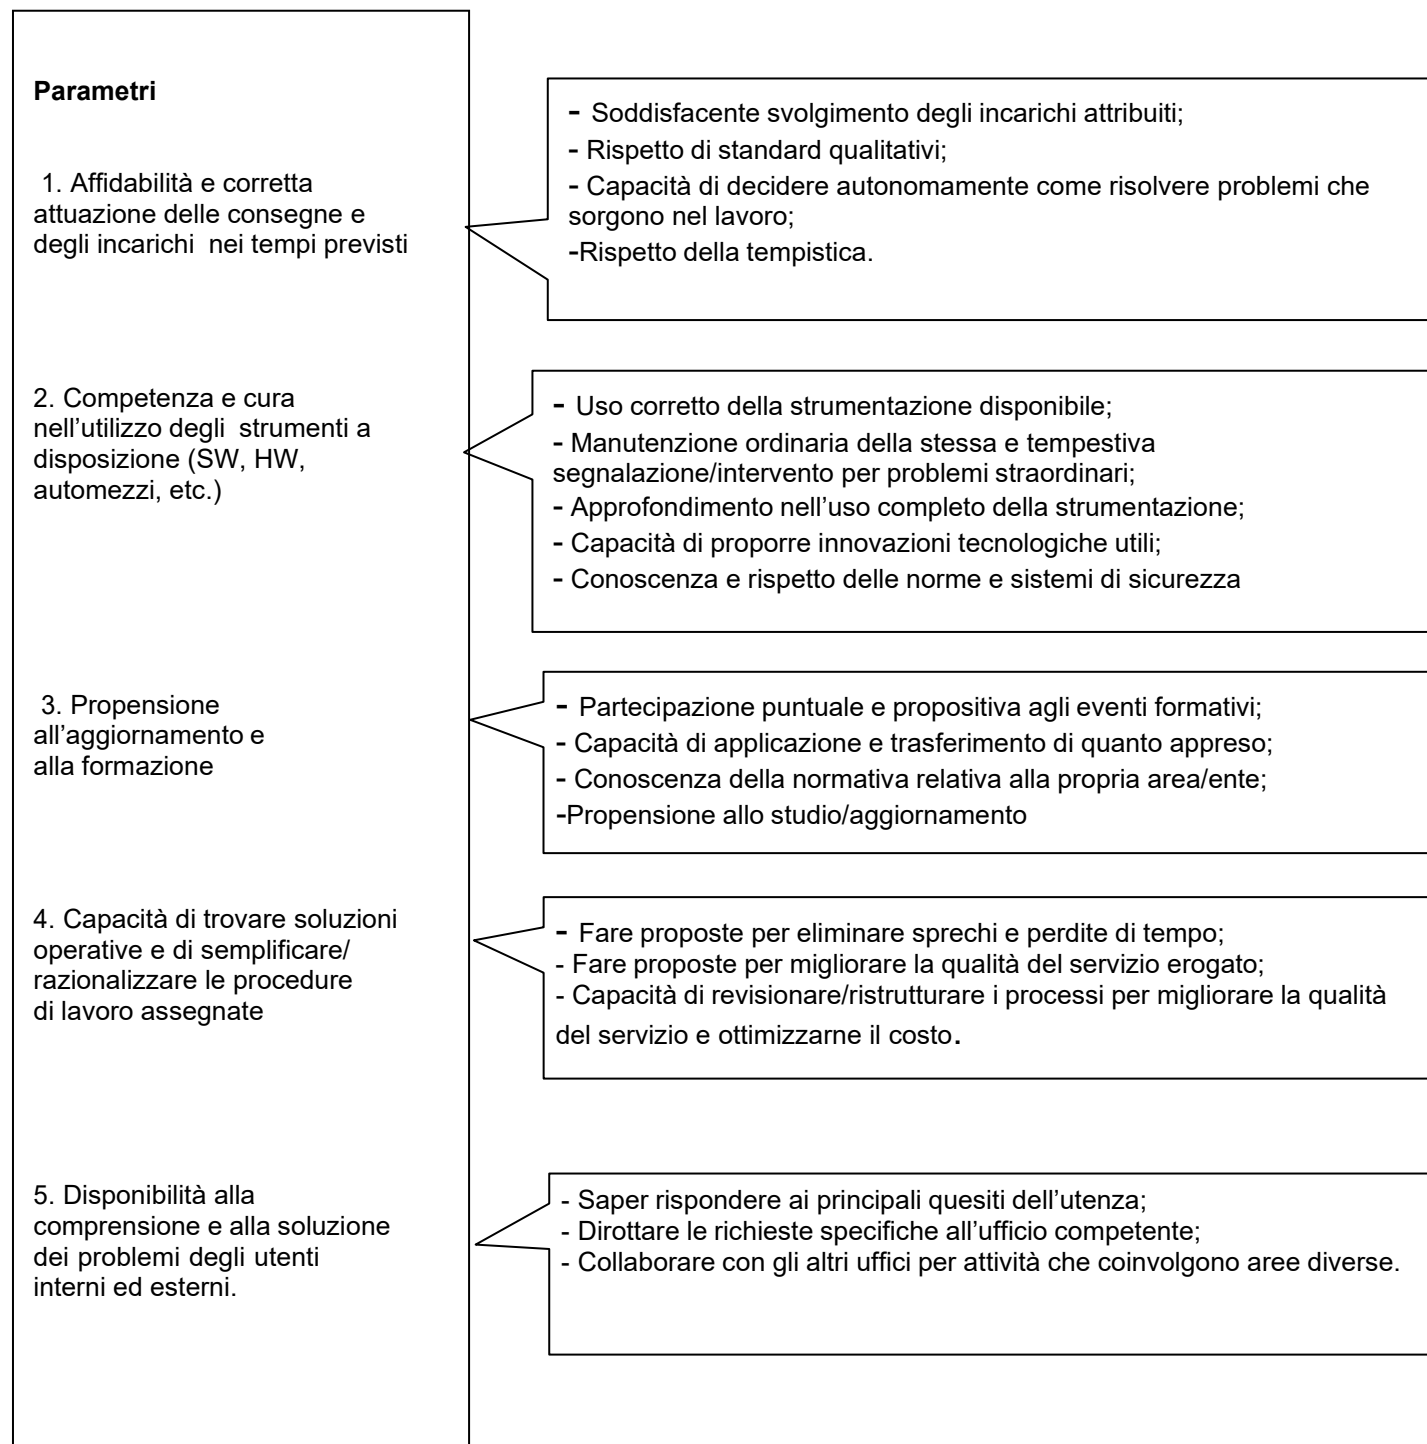 Parametri
1. Affidabilità e corretta
attuazione delle consegne e
degli incarichi nei tempi previsti
- Soddisfacente svolgimento degli incarichi attribuiti;
- Rispetto di standard qualitativi;
- Capacità di decidere autonomamente come risolvere problemi che
sorgono nel lavoro;
-Rispetto della tempistica.
2. Competenza e cura
nell’utilizzo degli strumenti a
disposizione (SW, HW,
automezzi, etc.)
- Uso corretto della strumentazione disponibile;
- Manutenzione ordinaria della stessa e tempestiva
segnalazione/intervento per problemi straordinari;
- Approfondimento nell’uso completo della strumentazione;
- Capacità di proporre innovazioni tecnologiche utili;
- Conoscenza e rispetto delle norme e sistemi di sicurezza
3. Propensione
all’aggiornamento e
alla formazione
- Partecipazione puntuale e propositiva agli eventi formativi;
- Capacità di applicazione e trasferimento di quanto appreso;
- Conoscenza della normativa relativa alla propria area/ente;
-Propensione allo studio/aggiornamento
4. Capacità di trovare soluzioni
operative e di semplificare/
razionalizzare le procedure
di lavoro assegnate
- Fare proposte per eliminare sprechi e perdite di tempo;
- Fare proposte per migliorare la qualità del servizio erogato;
- Capacità di revisionare/ristrutturare i processi per migliorare la qualità
del servizio e ottimizzarne il costo.
5. Disponibilità alla
comprensione e alla soluzione
dei problemi degli utenti
interni ed esterni.
- Saper rispondere ai principali quesiti dell’utenza;
- Dirottare le richieste specifiche all’ufficio competente;
- Collaborare con gli altri uffici per attività che coinvolgono aree diverse.